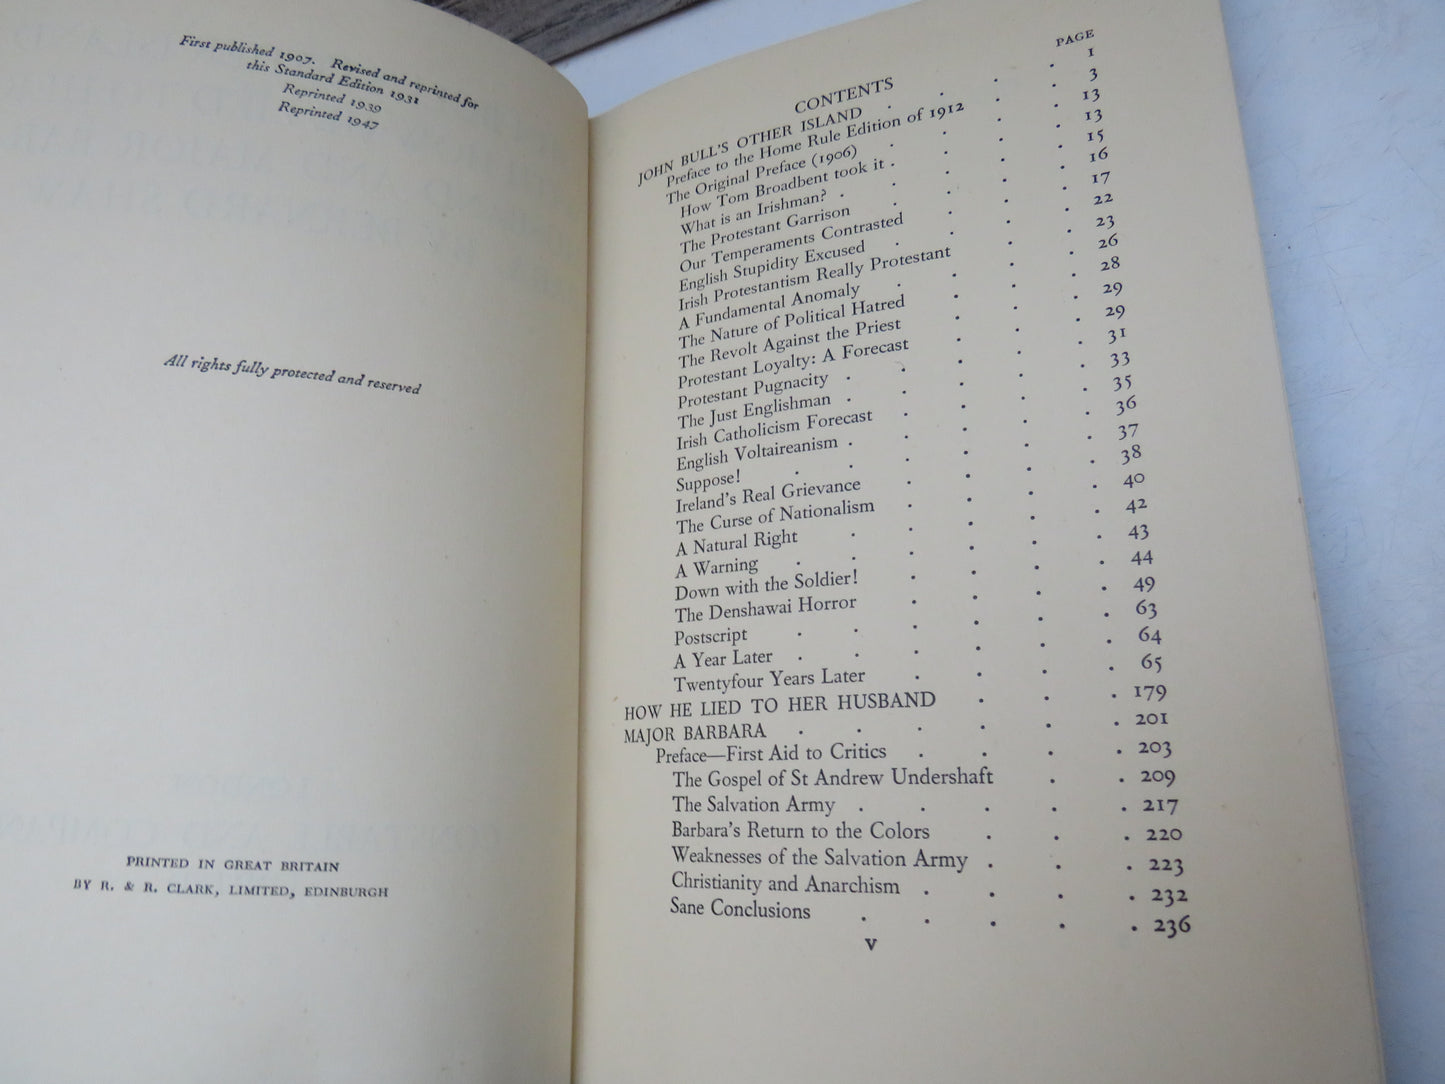 First published 1907. Revised and reprinted for
this Standard Edition 1931
Reprinted 1939
Reprinted 1947
All rights fully protected and reserved
PRINTED IN GREAT BRITAIN
BY R. & R. CLARK, LIMITED, EDINBURGH
CONTENTS
PAGE
JOHN BULL'S OTHER ISLAND . . . . 1
Preface to the Home Rule Edition of 1912 . . 3
The Original Preface (1906) . . . . 13
How Tom Broadbent took it . . . . 13
What is an Irishman? . . . . . 15
The Protestant Garrison . . . . 16
Our Temperaments Contrasted . . . 17
English Stupidity Excused . . . . 22
Irish Protestantism Really Protestant . . 23
A Fundamental Anomaly . . . . 26
The Nature of Political Hatred . . . 28
The Revolt Against the Priest . . . 29
Protestant Loyalty: A Forecast . . . 29
Protestant Pugnacity . . . . . 31
The Just Englishman . . . . . 33
Irish Catholicism Forecast . . . . 35
English Voltaireanism . . . . . 36
Suppose! . . . . . . 37
Ireland's Real Grievance . . . . 38
The Curse of Nationalism . . . . 40
A Natural Right . . . . . 42
A Warning . . . . . . 43
Down with the Soldier! . . . . 44
The Denshawai Horror . . . . 49
Postscript . . . . . . 63
A Year Later . . . . . . 64
Twentyfour Years Later . . . . 65
HOW HE LIED TO HER HUSBAND . . . 179
MAJOR BARBARA . . . . . . 201
Preface—First Aid to Critics . . . . 203
The Gospel of St Andrew Undershaft . . 209
The Salvation Army . . . . . 217
Barbara's Return to the Colors . . . 220
Weaknesses of the Salvation Army . . . 223
Christianity and Anarchism . . . . 232
Sane Conclusions . . . . . 236
v